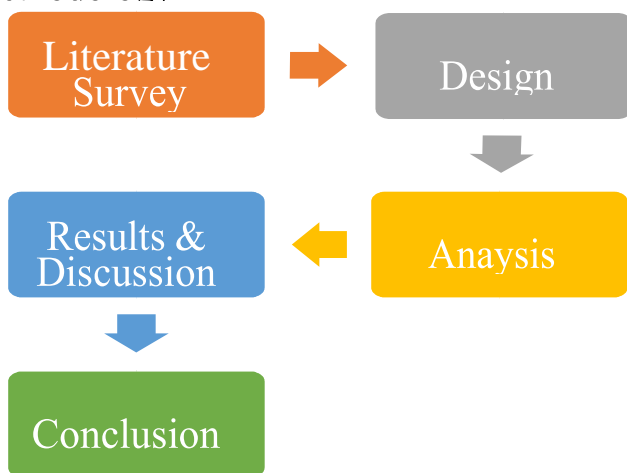 Literature
Survey
Design
Anaysis
Results &
Discussion
Conclusion